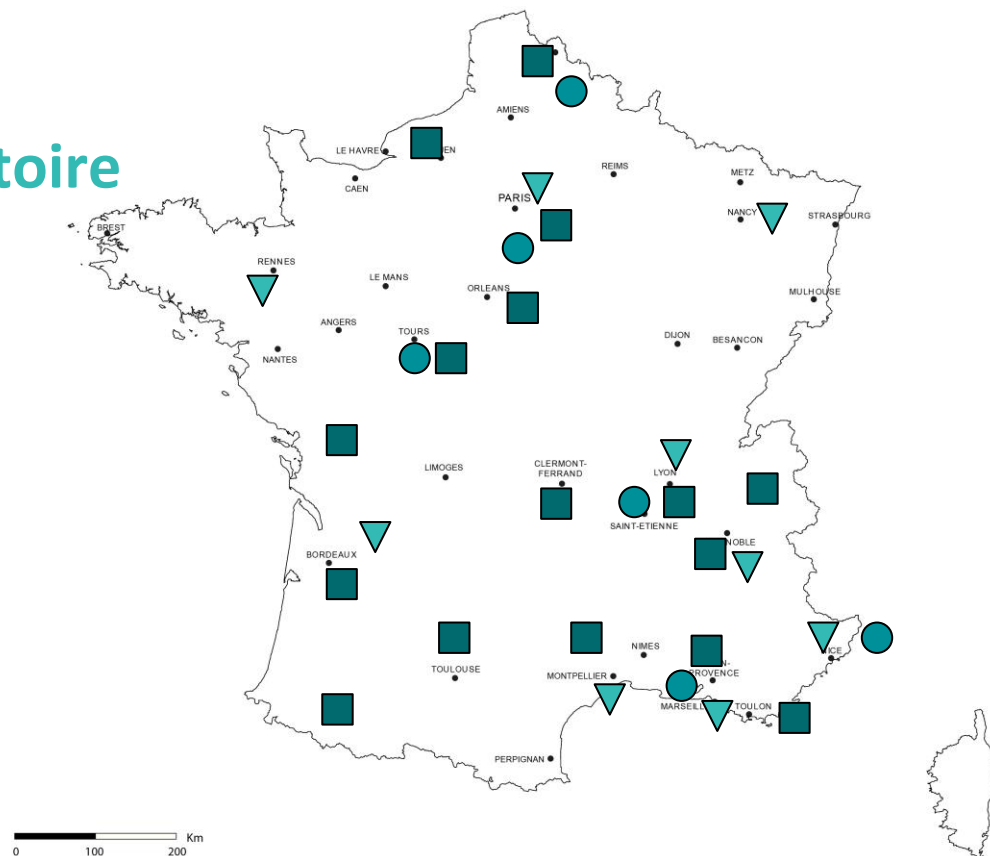 AMIENS
LE HAVRE
EN
CAEN
REIMS
METZ
toire
PARIS
NANCY
STRASBOURG
BREST
RENNES
LE MANS
ORLEANS
MULHOUSE
ANGERS
TOURS
DIJON
BESANCON
NANTES
LIMOGES
CLERMONT-
FERRAND
LYON
SAINT-ETIENNE
NOBLE
BORDEAUX
NIMES
ICE
TOULOUSE
MONTPELLIER
N-
PROVENCE
MARSEILL
TOULON
PERPIGNAN
Km
0 100 200